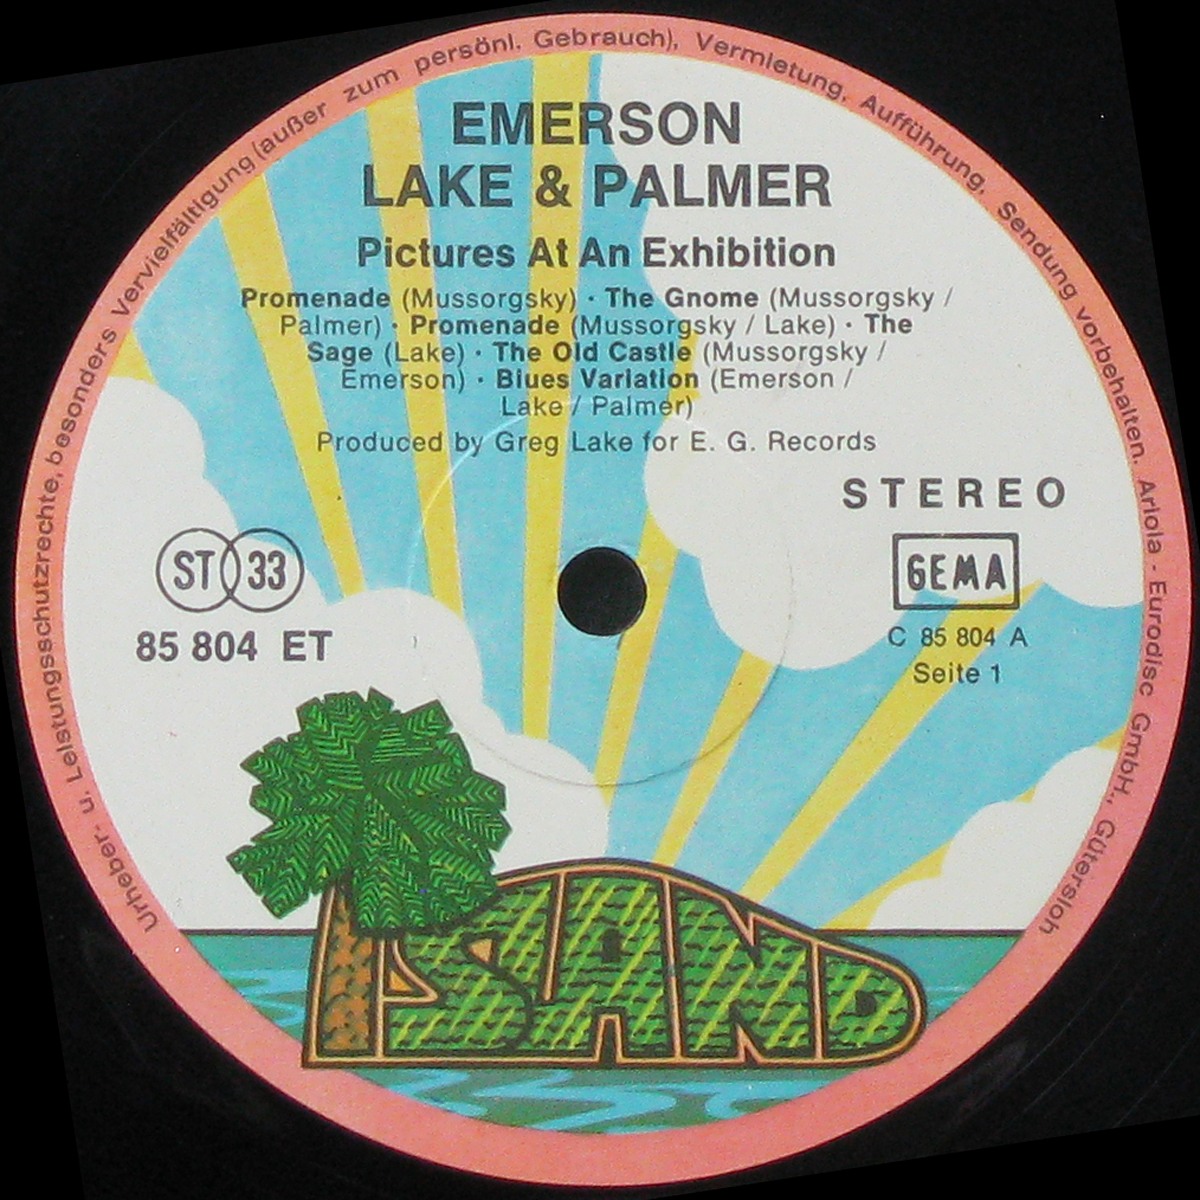 Urheber- u. Leistungsschutzrechte, besonders Vervielfältigung (außer zum persönl. Gebrauch), Vermietung, Aufführung, Sendung vorbehalten. Ariola - Eurodisc GmbH., Gütersloh
EMERSON
LAKE & PALMER
Pictures At An Exhibition
Promenade (Mussorgsky) · The Gnome (Mussorgsky /
Palmer) · Promenade (Mussorgsky / Lake) · The
Sage (Lake) · The Old Castle (Mussorgsky /
Emerson) · Blues Variation (Emerson /
Lake / Palmer)
Produced by Greg Lake for E. G. Records
STEREO
ST 33
GEMA
85 804 ET
C 85 804 A
Seite 1
ISLAND